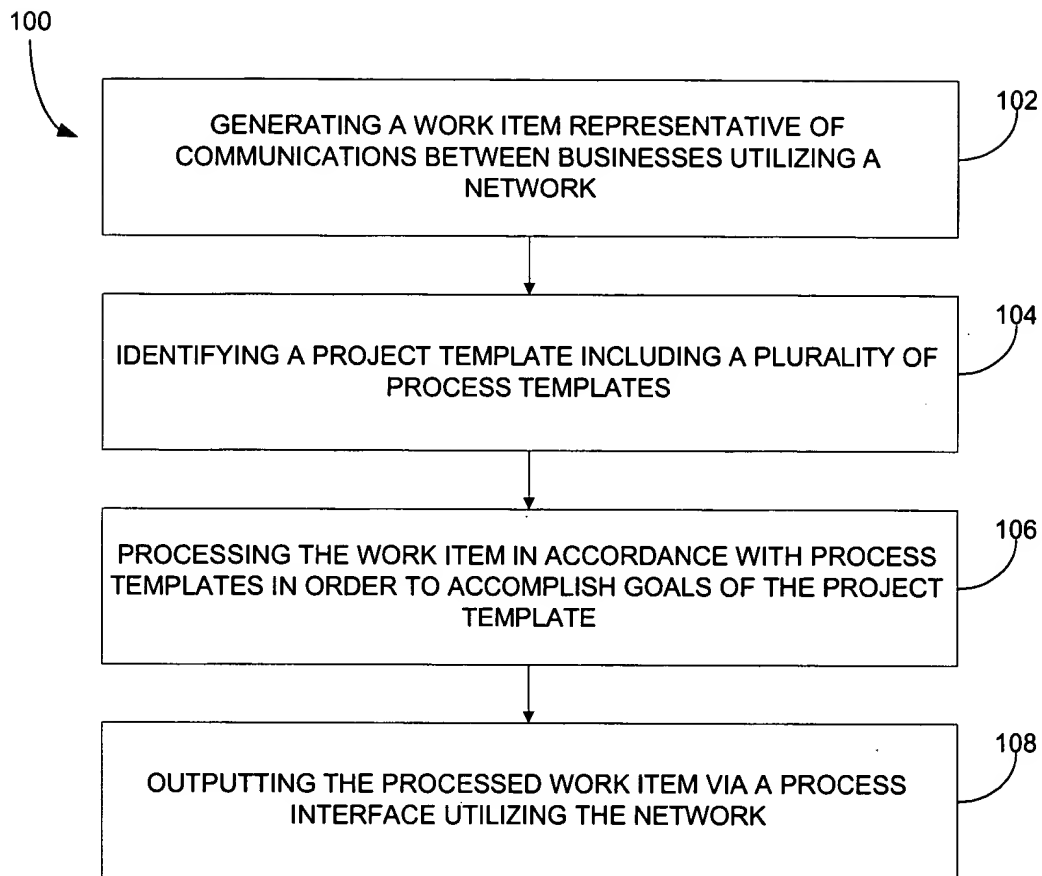 100
102
GENERATING A WORK ITEM REPRESENTATIVE OF
COMMUNICATIONS BETWEEN BUSINESSES UTILIZING A
NETWORK
104
IDENTIFYING A PROJECT TEMPLATE INCLUDING A PLURALITY OF
PROCESS TEMPLATES
106
PROCESSING THE WORK ITEM IN ACCORDANCE WITH PROCESS
TEMPLATES IN ORDER TO ACCOMPLISH GOALS OF THE PROJECT
TEMPLATE
108
OUTPUTTING THE PROCESSED WORK ITEM VIA A PROCESS
INTERFACE UTILIZING THE NETWORK